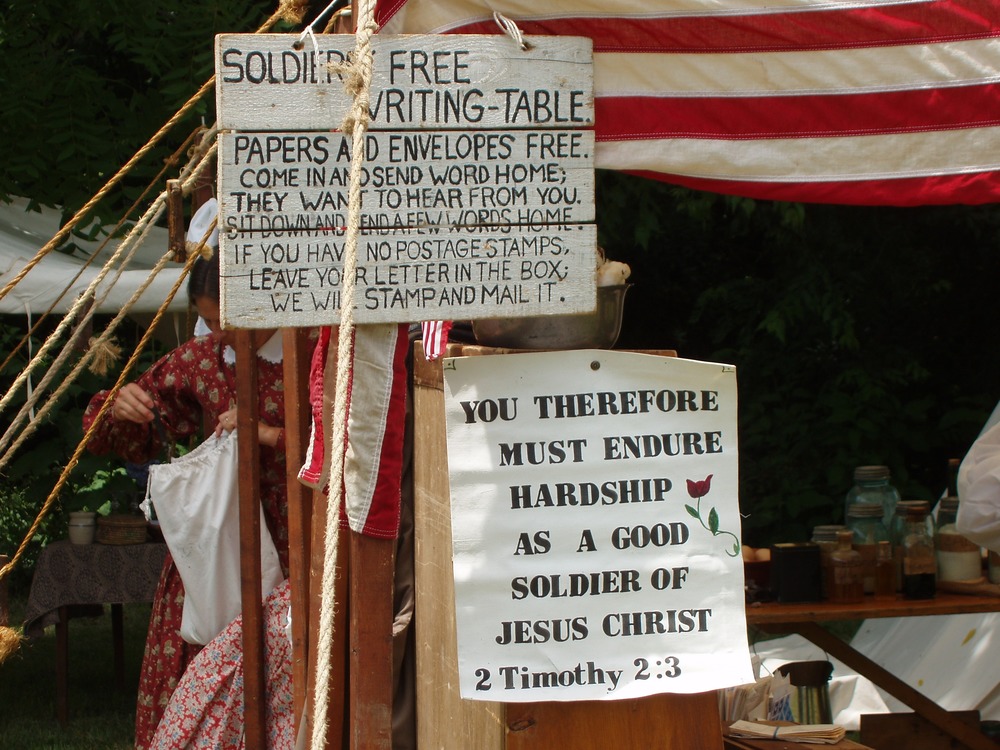 SOLDIERS FREE
WRITING-TABLE.
PAPERS AND ENVELOPES FREE.
COME IN AND SEND WORD HOME;
THEY WANT TO HEAR FROM YOU.
SIT DOWN AND SEND A FEW WORDS HOME.
IF YOU HAVE NO POSTAGE STAMPS,
LEAVE YOUR LETTER IN THE BOX;
WE WILL STAMP AND MAIL IT.
YOU THEREFORE
MUST ENDURE
HARDSHIP
AS A GOOD
SOLDIER OF
JESUS CHRIST
2 Timothy 2:3